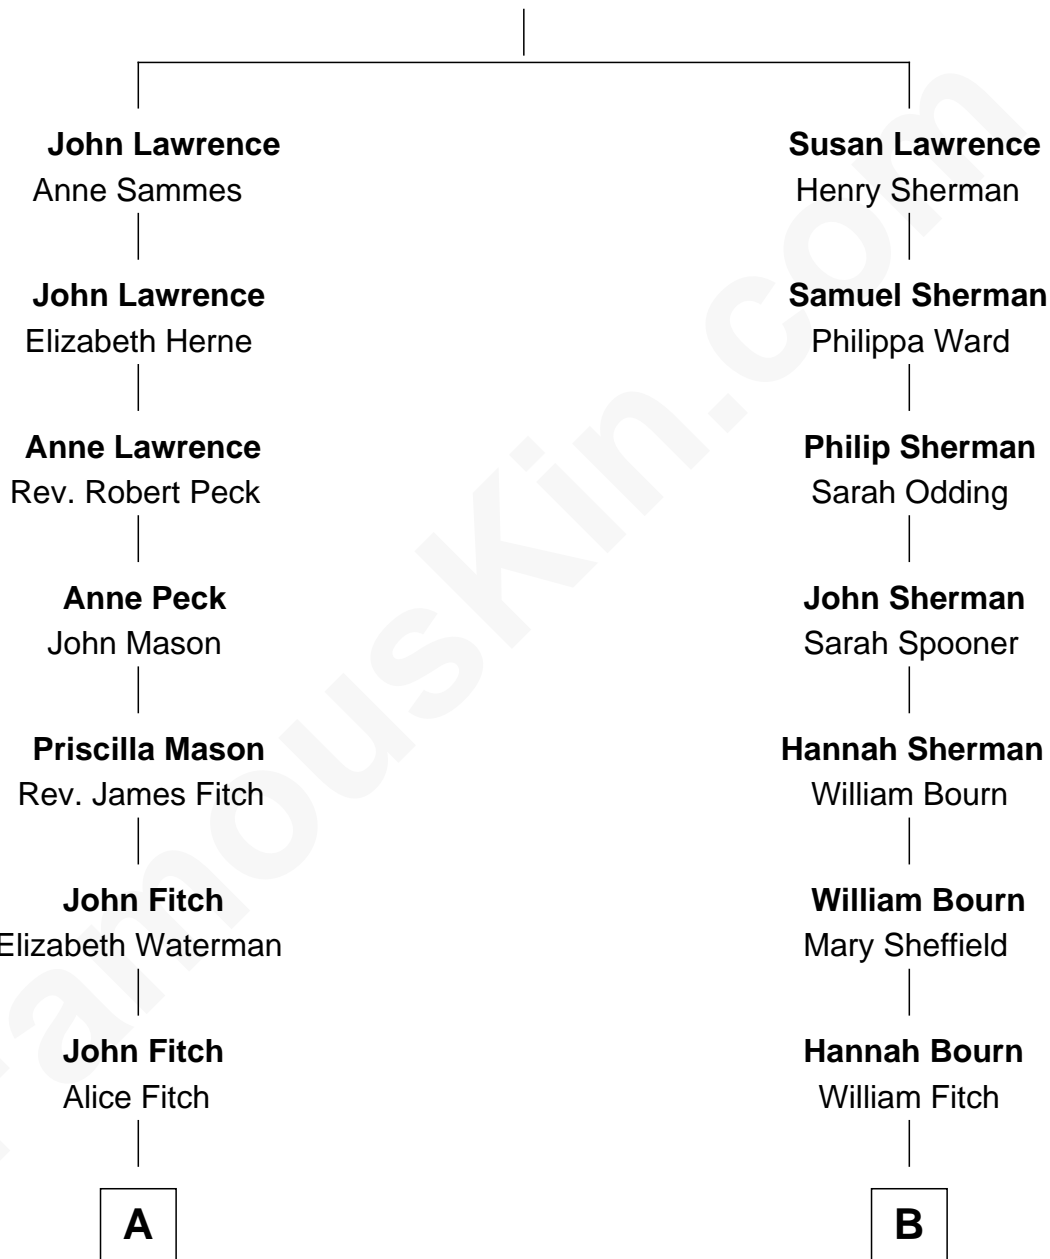 John Lawrence
Anne Sammes
John Lawrence
Elizabeth Herne
Anne Lawrence
Rev. Robert Peck
Anne Peck
John Mason
Priscilla Mason
Rev. James Fitch
John Fitch
Elizabeth Waterman
John Fitch
Alice Fitch
A
Susan Lawrence
Henry Sherman
Samuel Sherman
Philippa Ward
Philip Sherman
Sarah Odding
John Sherman
Sarah Spooner
Hannah Sherman
William Bourn
William Bourn
Mary Sheffield
Hannah Bourn
William Fitch
B
FamousKin.com